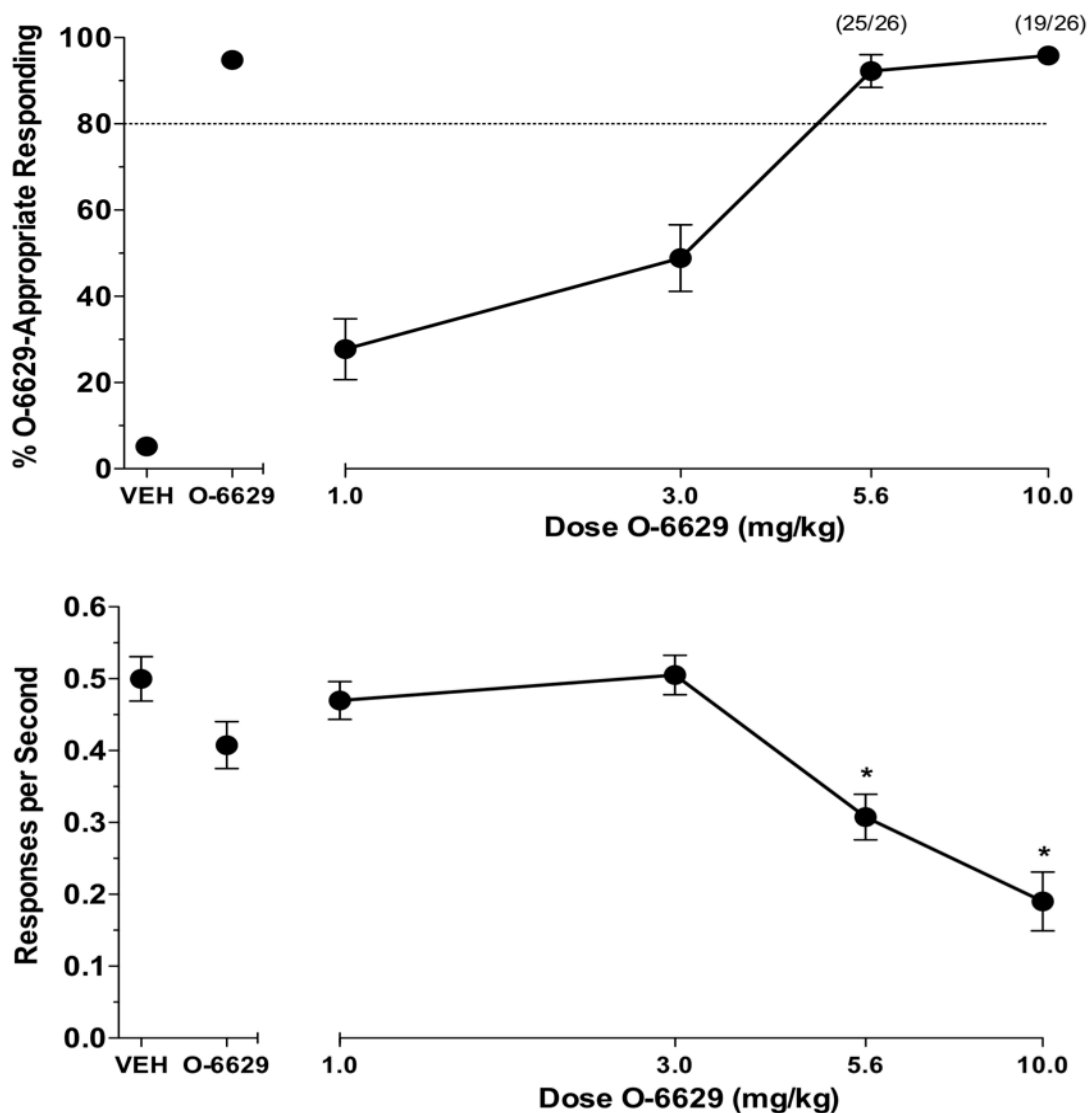 (25/26) (19/26)
% O-6629-Appropriate Responding
100
80
60
40
20
0
VEH O-6629 1.0 3.0 5.6 10.0
Dose O-6629 (mg/kg)
Responses per Second
0.6
0.5
0.4
0.3
0.2
0.1
0.0
*
*
VEH O-6629 1.0 3.0 5.6 10.0
Dose O-6629 (mg/kg)